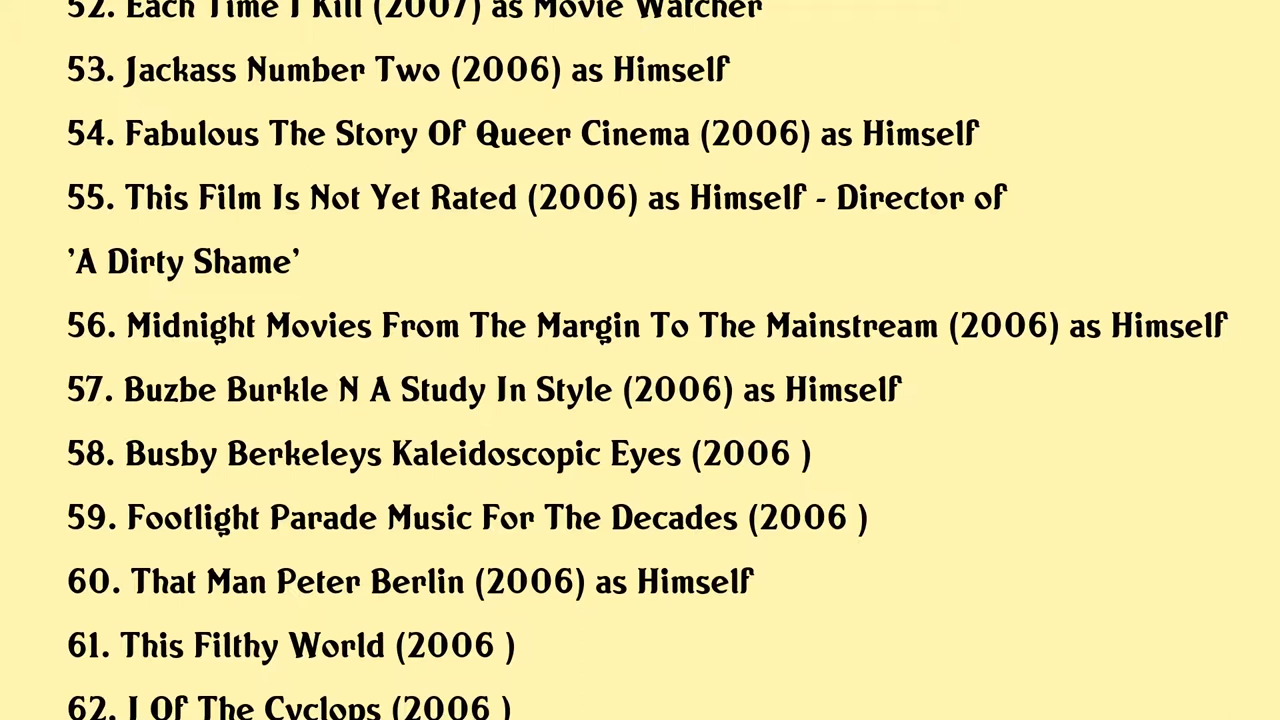 52. Each Time I Kill (2007) as Movie Watcher
53. Jackass Number Two (2006) as Himself
54. Fabulous The Story Of Queer Cinema (2006) as Himself
55. This Film Is Not Yet Rated (2006) as Himself - Director of
'A Dirty Shame'
56. Midnight Movies From The Margin To The Mainstream (2006) as Himself
57. Buzbe Burkle N A Study In Style (2006) as Himself
58. Busby Berkeleys Kaleidoscopic Eyes (2006 )
59. Footlight Parade Music For The Decades (2006 )
60. That Man Peter Berlin (2006) as Himself
61. This Filthy World (2006 )
62. I Of The Cyclops (2006 )